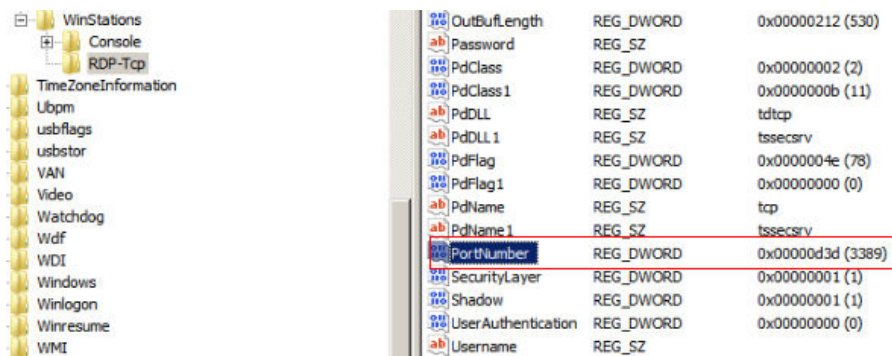 WinStations
Console
RDP-Tcp
TimeZoneInformation
Ubpm
usbflags
usbstor
VAN
Video
Watchdog
Wdf
WDI
Windows
Winlogon
Winresume
WMI
OutBufLength REG_DWORD 0x00000212 (530)
Password REG_SZ
PdClass REG_DWORD 0x00000002 (2)
PdClass1 REG_DWORD 0x0000000b (11)
PdDLL REG_SZ tdtcp
PdDLL1 REG_SZ tssecsrv
PdFlag REG_DWORD 0x0000004e (78)
PdFlag1 REG_DWORD 0x00000000 (0)
PdName REG_SZ tcp
PdName1 REG_SZ tssecsrv
PortNumber REG_DWORD 0x00000d3d (3389)
SecurityLayer REG_DWORD 0x00000001 (1)
Shadow REG_DWORD 0x00000001 (1)
UserAuthentication REG_DWORD 0x00000000 (0)
Username REG_SZ